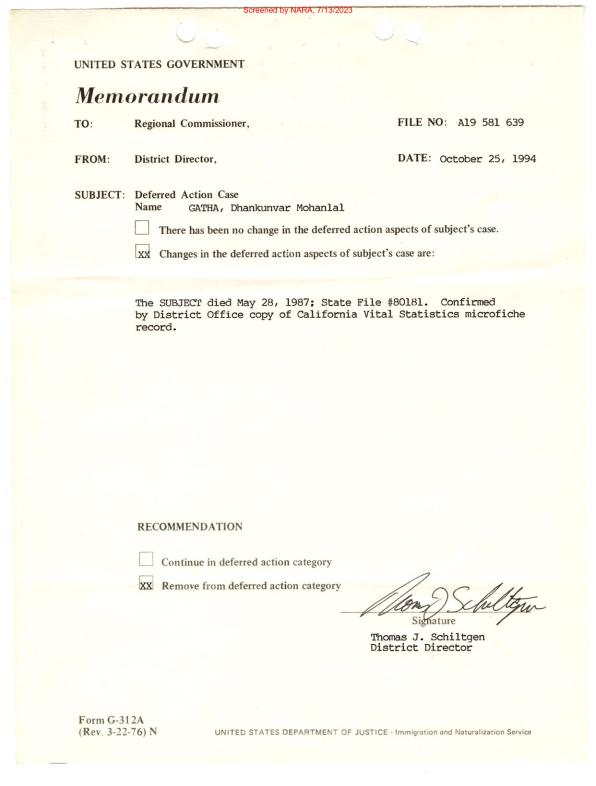 Screened by NARA, 7/13/2023
UNITED STATES GOVERNMENT
Memorandum
TO: Regional Commissioner, FILE NO: A19 581 639
FROM: District Director, DATE: October 25, 1994
SUBJECT: Deferred Action Case
Name GATHA, Dhankunvar Mohanlal
There has been no change in the deferred action aspects of subject's case.
XX Changes in the deferred action aspects of subject's case are:
The SUBJECT died May 28, 1987; State File #80181. Confirmed
by District Office copy of California Vital Statistics microfiche
record.
RECOMMENDATION
Continue in deferred action category
XX Remove from deferred action category
Thomas J Schiltgen
Signature
Thomas J. Schiltgen
District Director
Form G-312A
(Rev. 3-22-76) N UNITED STATES DEPARTMENT OF JUSTICE - Immigration and Naturalization Service